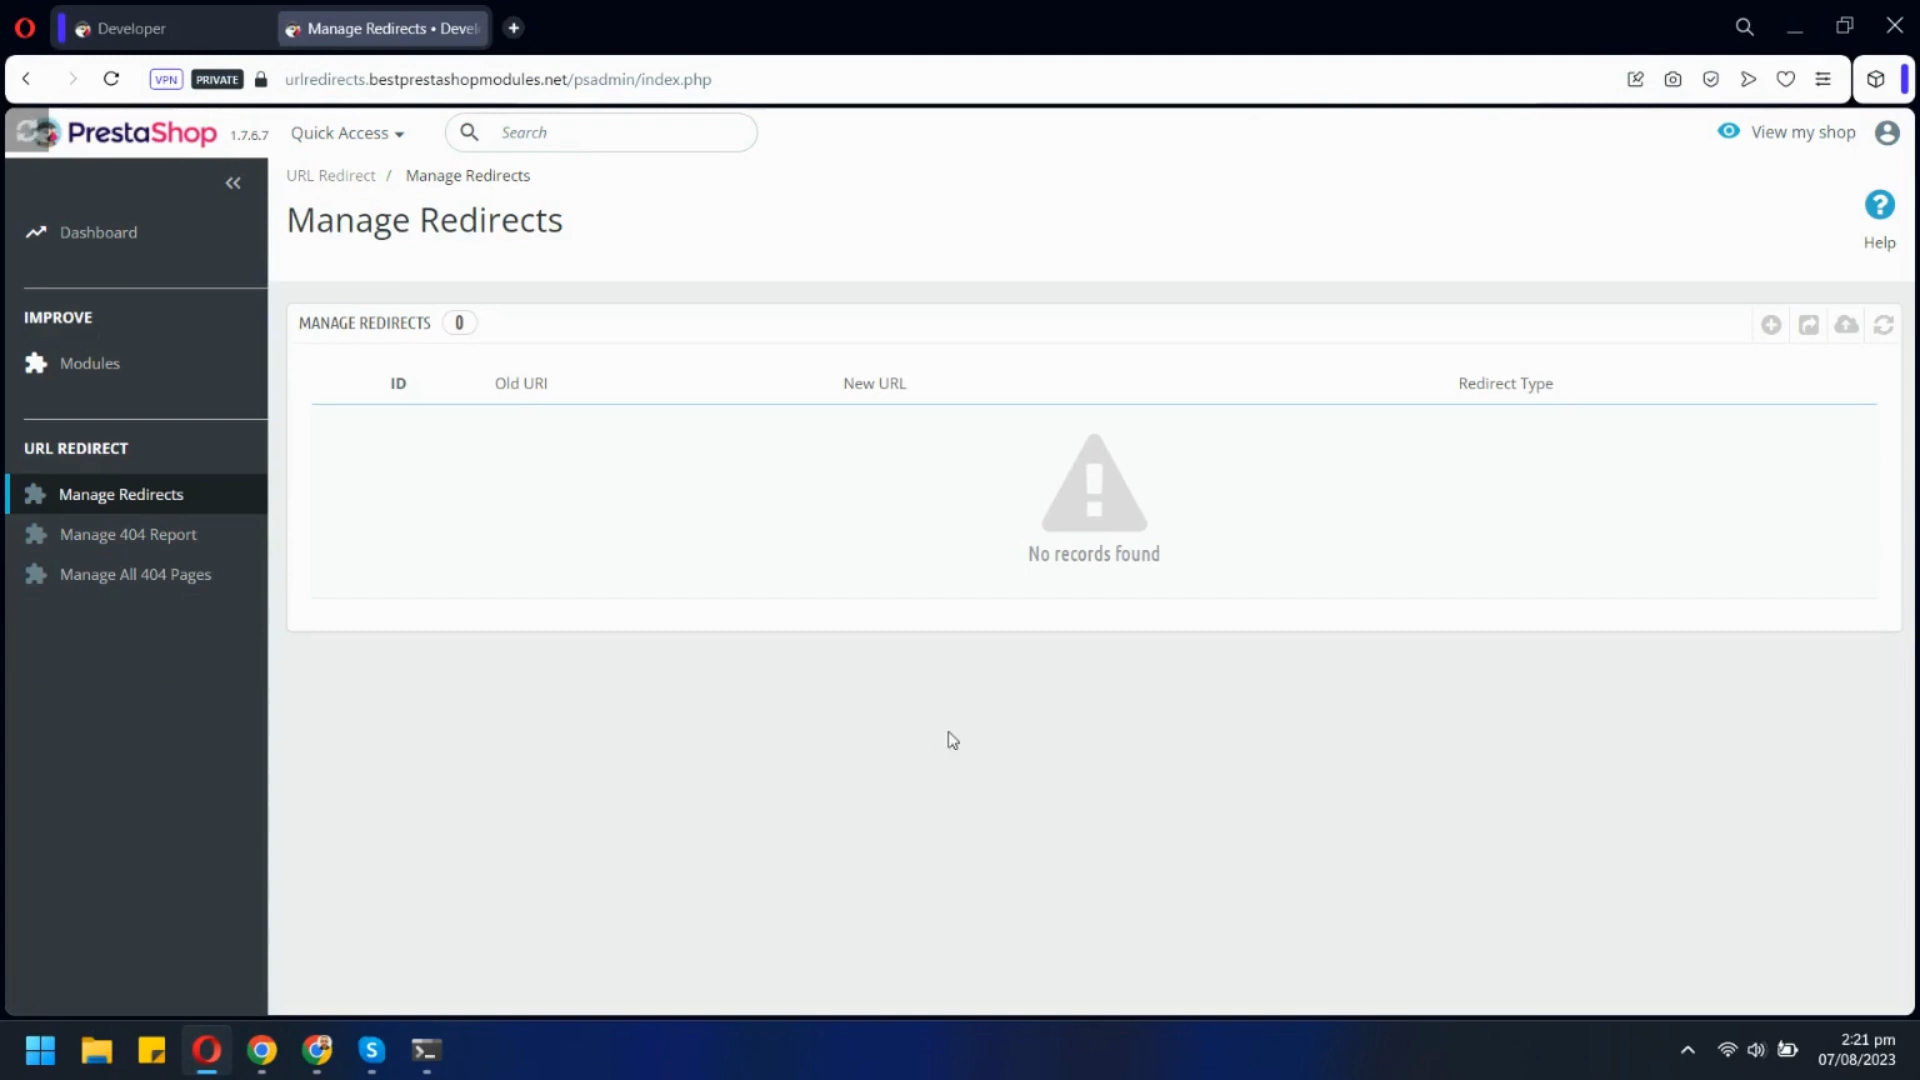 Developer
Manage Redirects • Devel
VPN
PRIVATE
urlredirects.bestprestashopmodules.net/psadmin/index.php
PrestaShop
1.7.6.7
Quick Access
Search
View my shop
URL Redirect / Manage Redirects
Manage Redirects
Help
Dashboard
IMPROVE
Modules
URL REDIRECT
Manage Redirects
Manage 404 Report
Manage All 404 Pages
MANAGE REDIRECTS 0
ID Old URI New URL Redirect Type
No records found
2:21 pm
07/08/2023